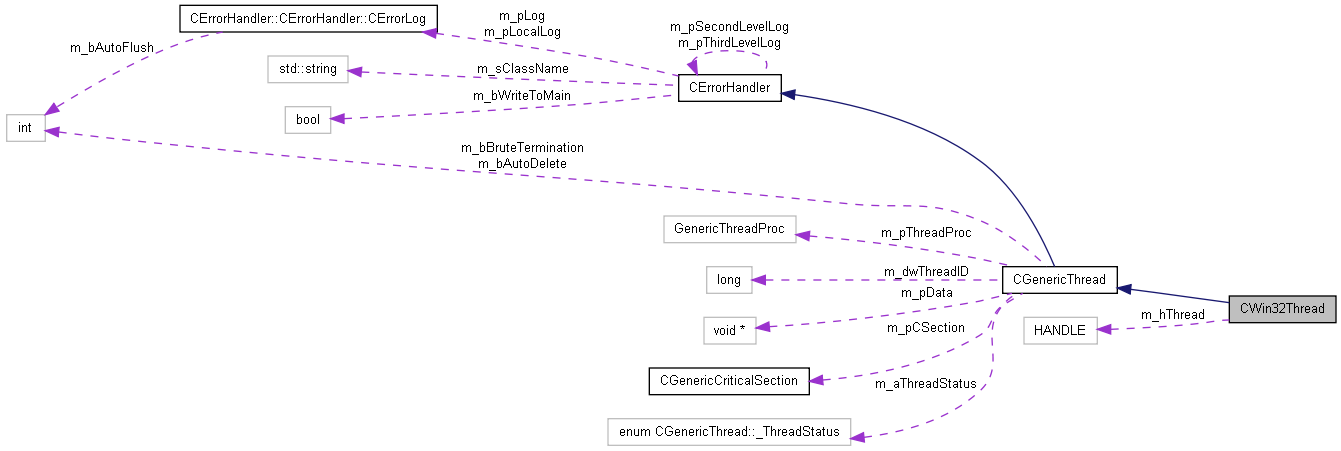 CErrorHandler::CErrorHandler::CErrorLog
m_pLog
m_pLocalLog
m_pSecondLevelLog
m_pThirdLevelLog
m_bAutoFlush
std::string
m_sClassName
CErrorHandler
m_bWriteToMain
bool
int
m_bBruteTermination
m_bAutoDelete
GenericThreadProc
m_pThreadProc
long
m_dwThreadID
CGenericThread
m_pData
CWin32Thread
m_hThread
void *
m_pCSection
HANDLE
CGenericCriticalSection
m_aThreadStatus
enum CGenericThread::_ThreadStatus